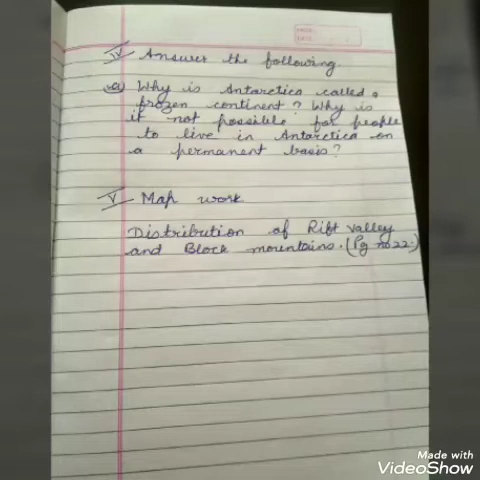 IV Answer the following.
(a) Why is Antarctica called a
frozen continent? Why is
it not possible for people
to live in Antarctica on
a permanent basis?
V Map work
Distribution of Rift valley
and Block mountains. (Pg no 22.)
Made with
VideoShow